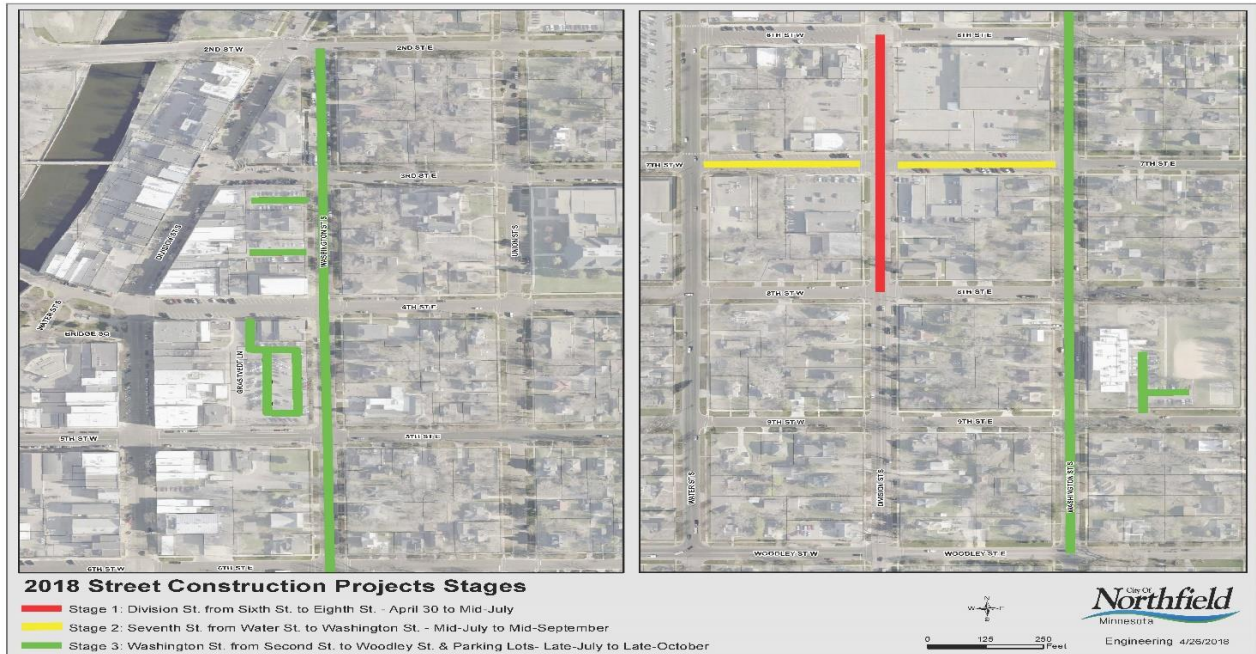 2ND ST W
2ND ST E
3RD ST E
DIVISION ST S
WASHINGTON ST S
UNION ST S
4TH ST E
WATER ST S
BRIDGE SQ
GRASTVEDT LN
5TH ST W
5TH ST E
6TH ST W
6TH ST E
6TH ST W
6TH ST E
7TH ST W
7TH ST E
8TH ST W
8TH ST E
9TH ST W
9TH ST E
WATER ST S
DIVISION ST S
WASHINGTON ST S
WOODLEY ST W
WOODLEY ST E
2018 Street Construction Projects Stages
Stage 1: Division St. from Sixth St. to Eighth St. - April 30 to Mid-July
Stage 2: Seventh St. from Water St. to Washington St. - Mid-July to Mid-September
Stage 3: Washington St. from Second St. to Woodley St. & Parking Lots- Late-July to Late-October
N
W E
S
0 125 250
Feet
City Of
Northfield
Minnesota
Engineering 4/26/2018